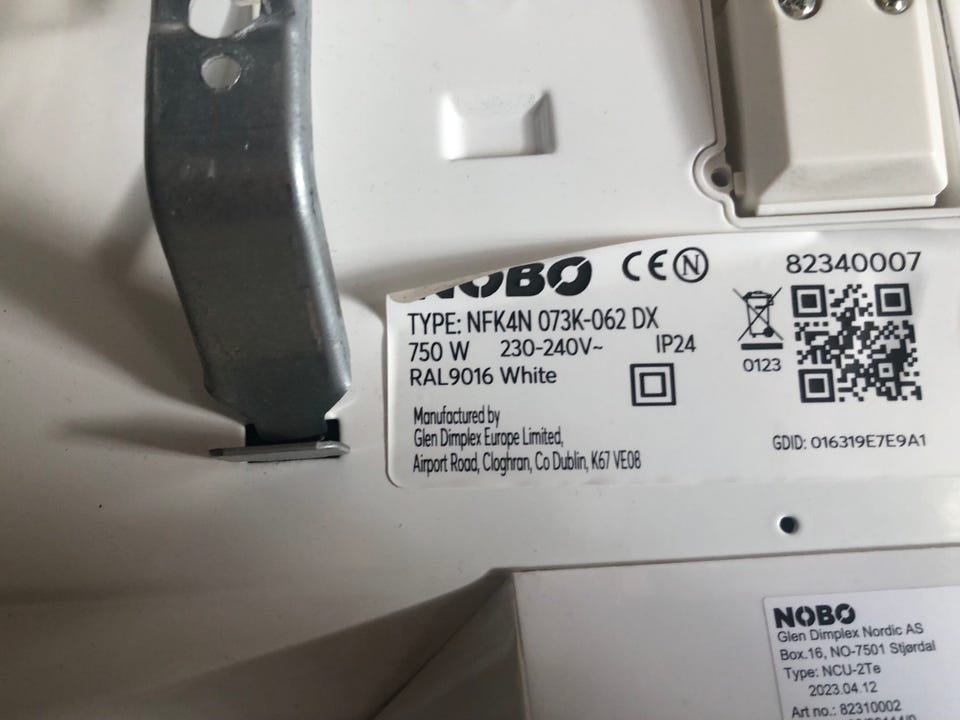 NOBO
CE N
82340007
TYPE: NFK4N 073K-062 DX
750 W 230-240V~ IP24
RAL9016 White
0123
Manufactured by
Glen Dimplex Europe Limited,
Airport Road, Cloghran, Co Dublin, K67 VE08
GDID: 016319E7E9A1
NOBO
Glen Dimplex Nordic AS
Box.16, NO-7501 Stjørdal
Type: NCU-2Te
2023.04.12
Art no.: 82310002